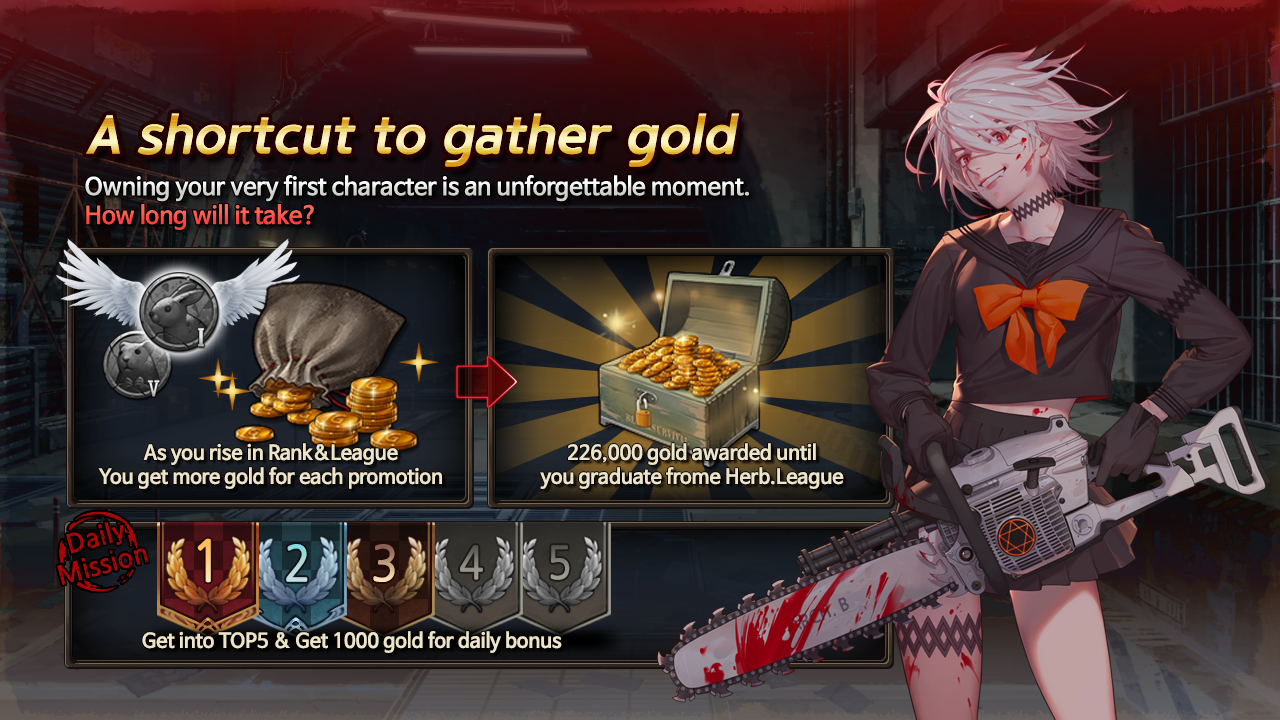 A shortcut to gather gold
Owning your very first character is an unforgettable moment.
How long will it take?
I
V
As you rise in Rank&League
You get more gold for each promotion
SURVIVAL
226,000 gold awarded until
you graduate frome Herb.League
Daily
Mission
1 2 3 4 5
Get into TOP5 & Get 1000 gold for daily bonus